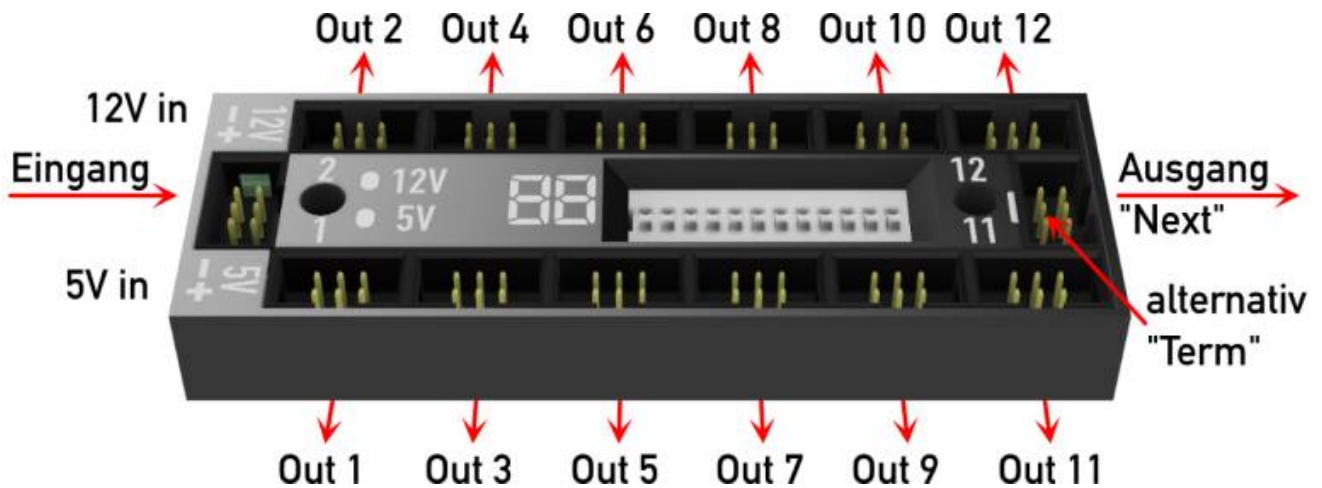 Out 2 Out 4 Out 6 Out 8 Out 10 Out 12
12V in
- +
12V
Eingang
2
12V
88
12
Ausgang
1
5V
11
"Next"
5V in
- +
5V
alternativ
"Term"
Out 1 Out 3 Out 5 Out 7 Out 9 Out 11